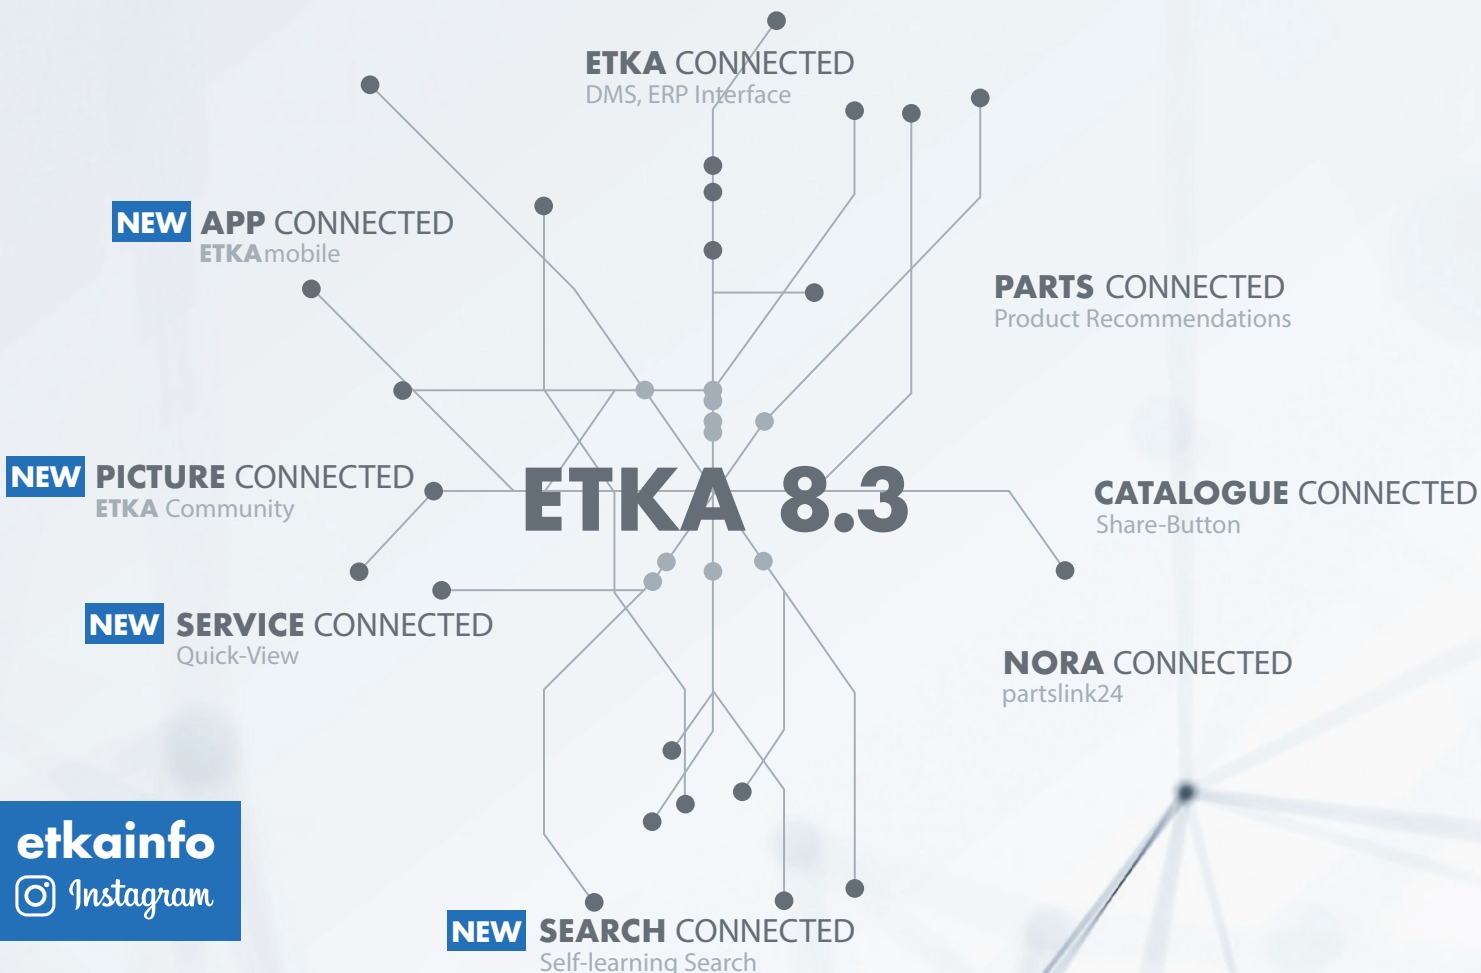 ETKA CONNECTED
DMS, ERP Interface
NEW APP CONNECTED
ETKAmobile
PARTS CONNECTED
Product Recommendations
NEW PICTURE CONNECTED
ETKA Community
ETKA 8.3
CATALOGUE CONNECTED
Share-Button
NEW SERVICE CONNECTED
Quick-View
NORA CONNECTED
partslink24
etkainfo
Instagram
NEW SEARCH CONNECTED
Self-learning Search